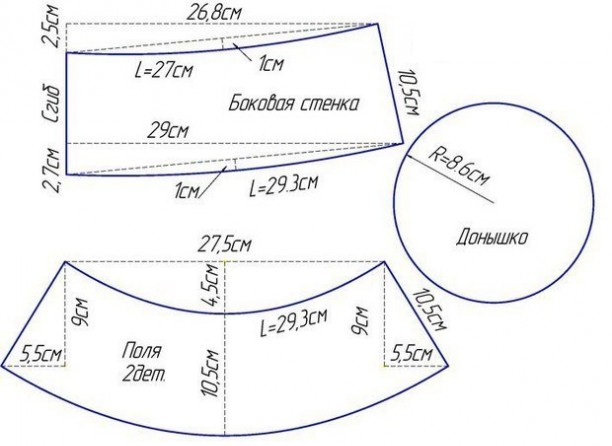 26,8см
2,5см
L=27см
1см
Сгиб
Боковая стенка
10,5см
29см
2,7см
1см
L=29.3см
R=8.6см
Донышко
27,5см
4,5см
9см
L=29,3см
9см
10,5см
5,5см
Поля
2дет.
10,5см
5,5см